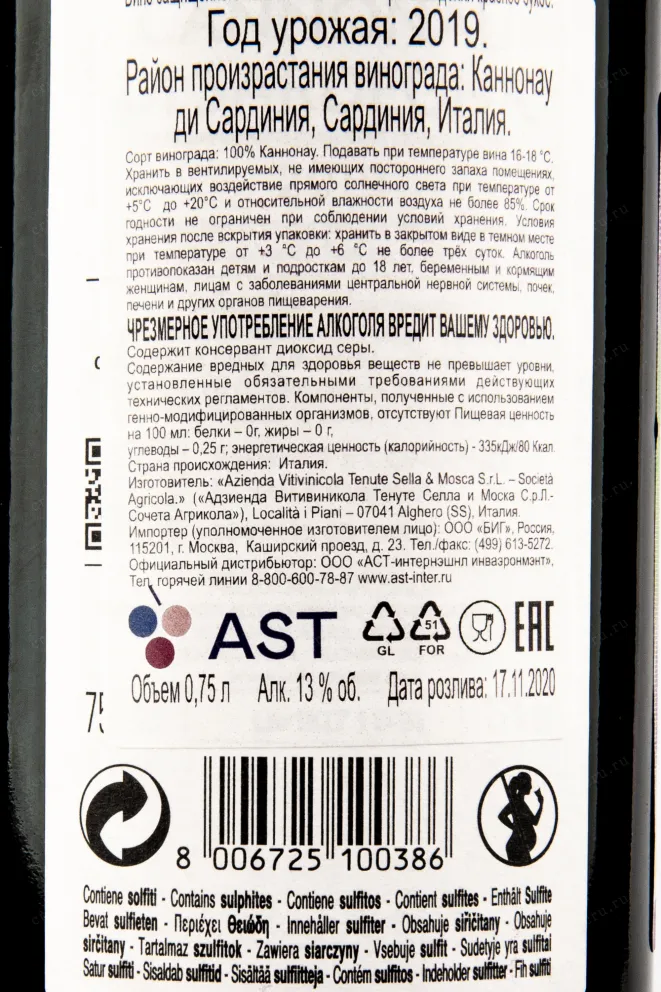 Год урожая: 2019.
Район произрастания винограда: Каннонау
ди Сардиния, Сардиния, Италия.
Сорт винограда: 100% Каннонау. Подавать при температуре вина 16-18 °С.
Хранить в вентилируемых, не имеющих постороннего запаха помещениях,
исключающих воздействие прямого солнечного света при температуре от
+5°С до +20°С и относительной влажности воздуха не более 85%. Срок
годности не ограничен при соблюдении условий хранения. Условия
хранения после вскрытия упаковки: хранить в закрытом виде в темном месте
при температуре от +3 °С до +6 °С не более трёх суток. Алкоголь
противопоказан детям и подросткам до 18 лет, беременным и кормящим
женщинам, лицам с заболеваниями центральной нервной системы, почек,
печени и других органов пищеварения.
ЧРЕЗМЕРНОЕ УПОТРЕБЛЕНИЕ АЛКОГОЛЯ ВРЕДИТ ВАШЕМУ ЗДОРОВЬЮ.
Содержит консервант диоксид серы.
Содержание вредных для здоровья веществ не превышает уровни,
установленные обязательными требованиями действующих
технических регламентов. Компоненты, полученные с использованием
генно-модифицированных организмов, отсутствуют Пищевая ценность
на 100 мл: белки – 0г, жиры – 0 г,
углеводы – 0,25 г; энергетическая ценность (калорийность) - 335кДж/80 Ккал.
Страна происхождения: Италия.
Изготовитель: «Azienda Vitivinicola Tenute Sella & Mosca S.r.L. – Società
Agricola.» («Адзиенда Витивиникола Тенуте Селла и Моска С.р.Л.-
Сочета Агрикола»), Località i Piani – 07041 Alghero (SS), Италия.
Импортер (уполномоченное изготовителем лицо): ООО «БИГ», Россия,
115201, г. Москва, Каширский проезд, д. 23. Тел./факс: (499) 613-5272.
Официальный дистрибьютор: ООО «АСТ-интернэшнл инваэронмэнт»,
Тел. горячей линии 8-800-600-78-87 www.ast-inter.ru
AST
GL
51
FOR
EAC
Объем 0,75 л Алк. 13 % об. Дата розлива: 17.11.2020
75
8 006725 100386
Contiene solfiti - Contains sulphites - Contiene sulfitos - Contient sulfites - Enthält Sulfite
Bevat sulfieten - Περιέχει θειώδη - Innehåller sulfiter - Obsahuje siřičitany - Obsahuje
siričitany - Tartalmaz szulfitok - Zawiera siarczyny - Vsebuje sulfit - Sudėtyje yra sulfitai
Satur sulfiti - Sisaldab sulfitid - Sisältää sulfiitteja - Contém sulfitos - Indeholder sulfitter - Fih sulfiti